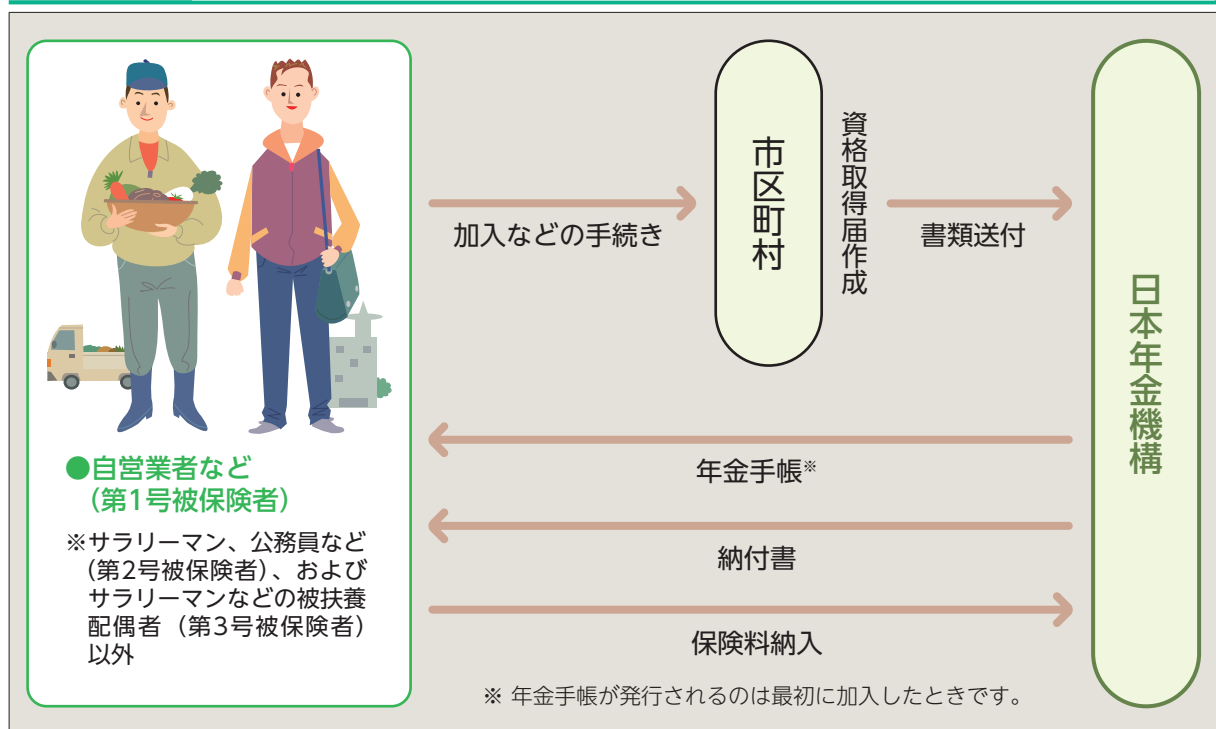 加入などの手続き
市区町村
資格取得届作成
書類送付
日本年金機構
年金手帳※
納付書
保険料納入
●自営業者など
（第1号被保険者）
※サラリーマン、公務員など
（第2号被保険者）、および
サラリーマンなどの被扶養
配偶者（第3号被保険者）
以外
※ 年金手帳が発行されるのは最初に加入したときです。